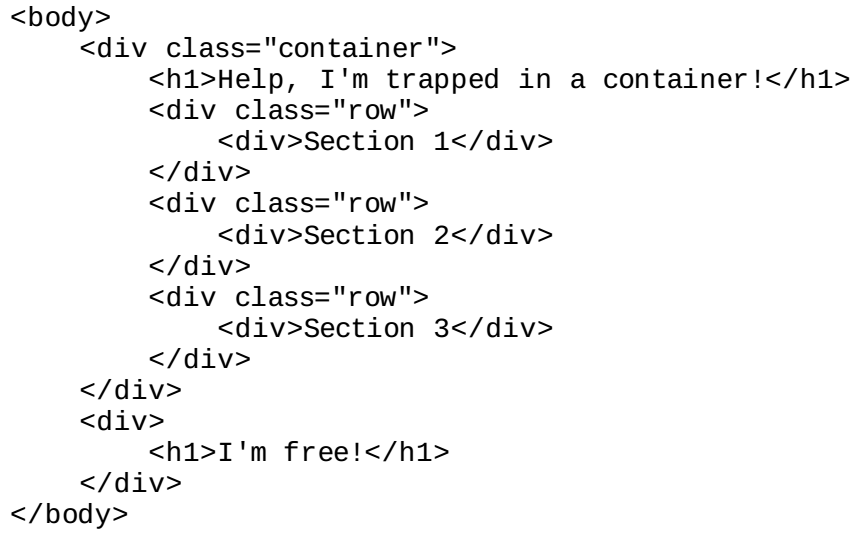 <body>
    <div class="container">
        <h1>Help, I'm trapped in a container!</h1>
        <div class="row">
            <div>Section 1</div>
        </div>
        <div class="row">
            <div>Section 2</div>
        </div>
        <div class="row">
            <div>Section 3</div>
        </div>
    </div>
    <div>
        <h1>I'm free!</h1>
    </div>
</body>